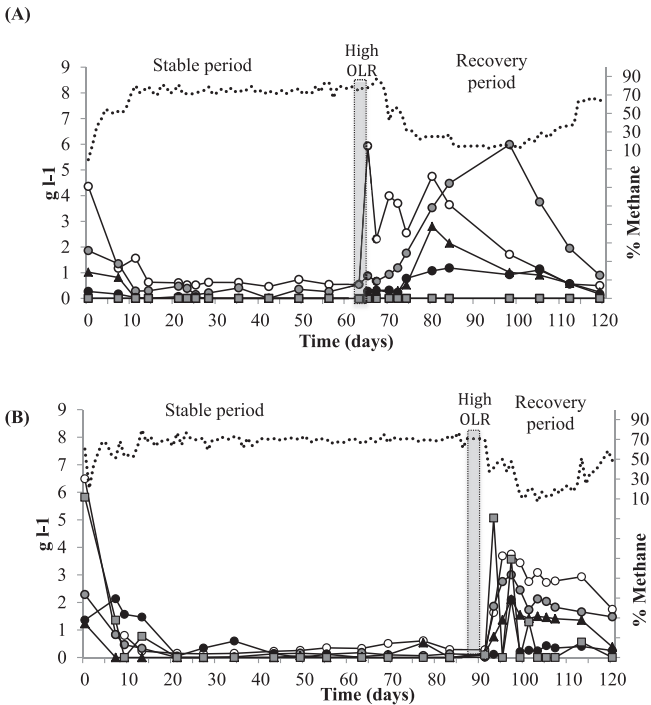 (A)
Stable period
High
OLR
Recovery
period
9
8
7
6
5
4
3
2
1
0
g l-1
90
70
50
30
10
% Methane
0 10 20 30 40 50 60 70 80 90 100 110 120
Time (days)
(B)
Stable period
High
OLR
Recovery
period
9
8
7
6
5
4
3
2
1
0
g l-1
90
70
50
30
10
% Methane
0 10 20 30 40 50 60 70 80 90 100 110 120
Time (days)